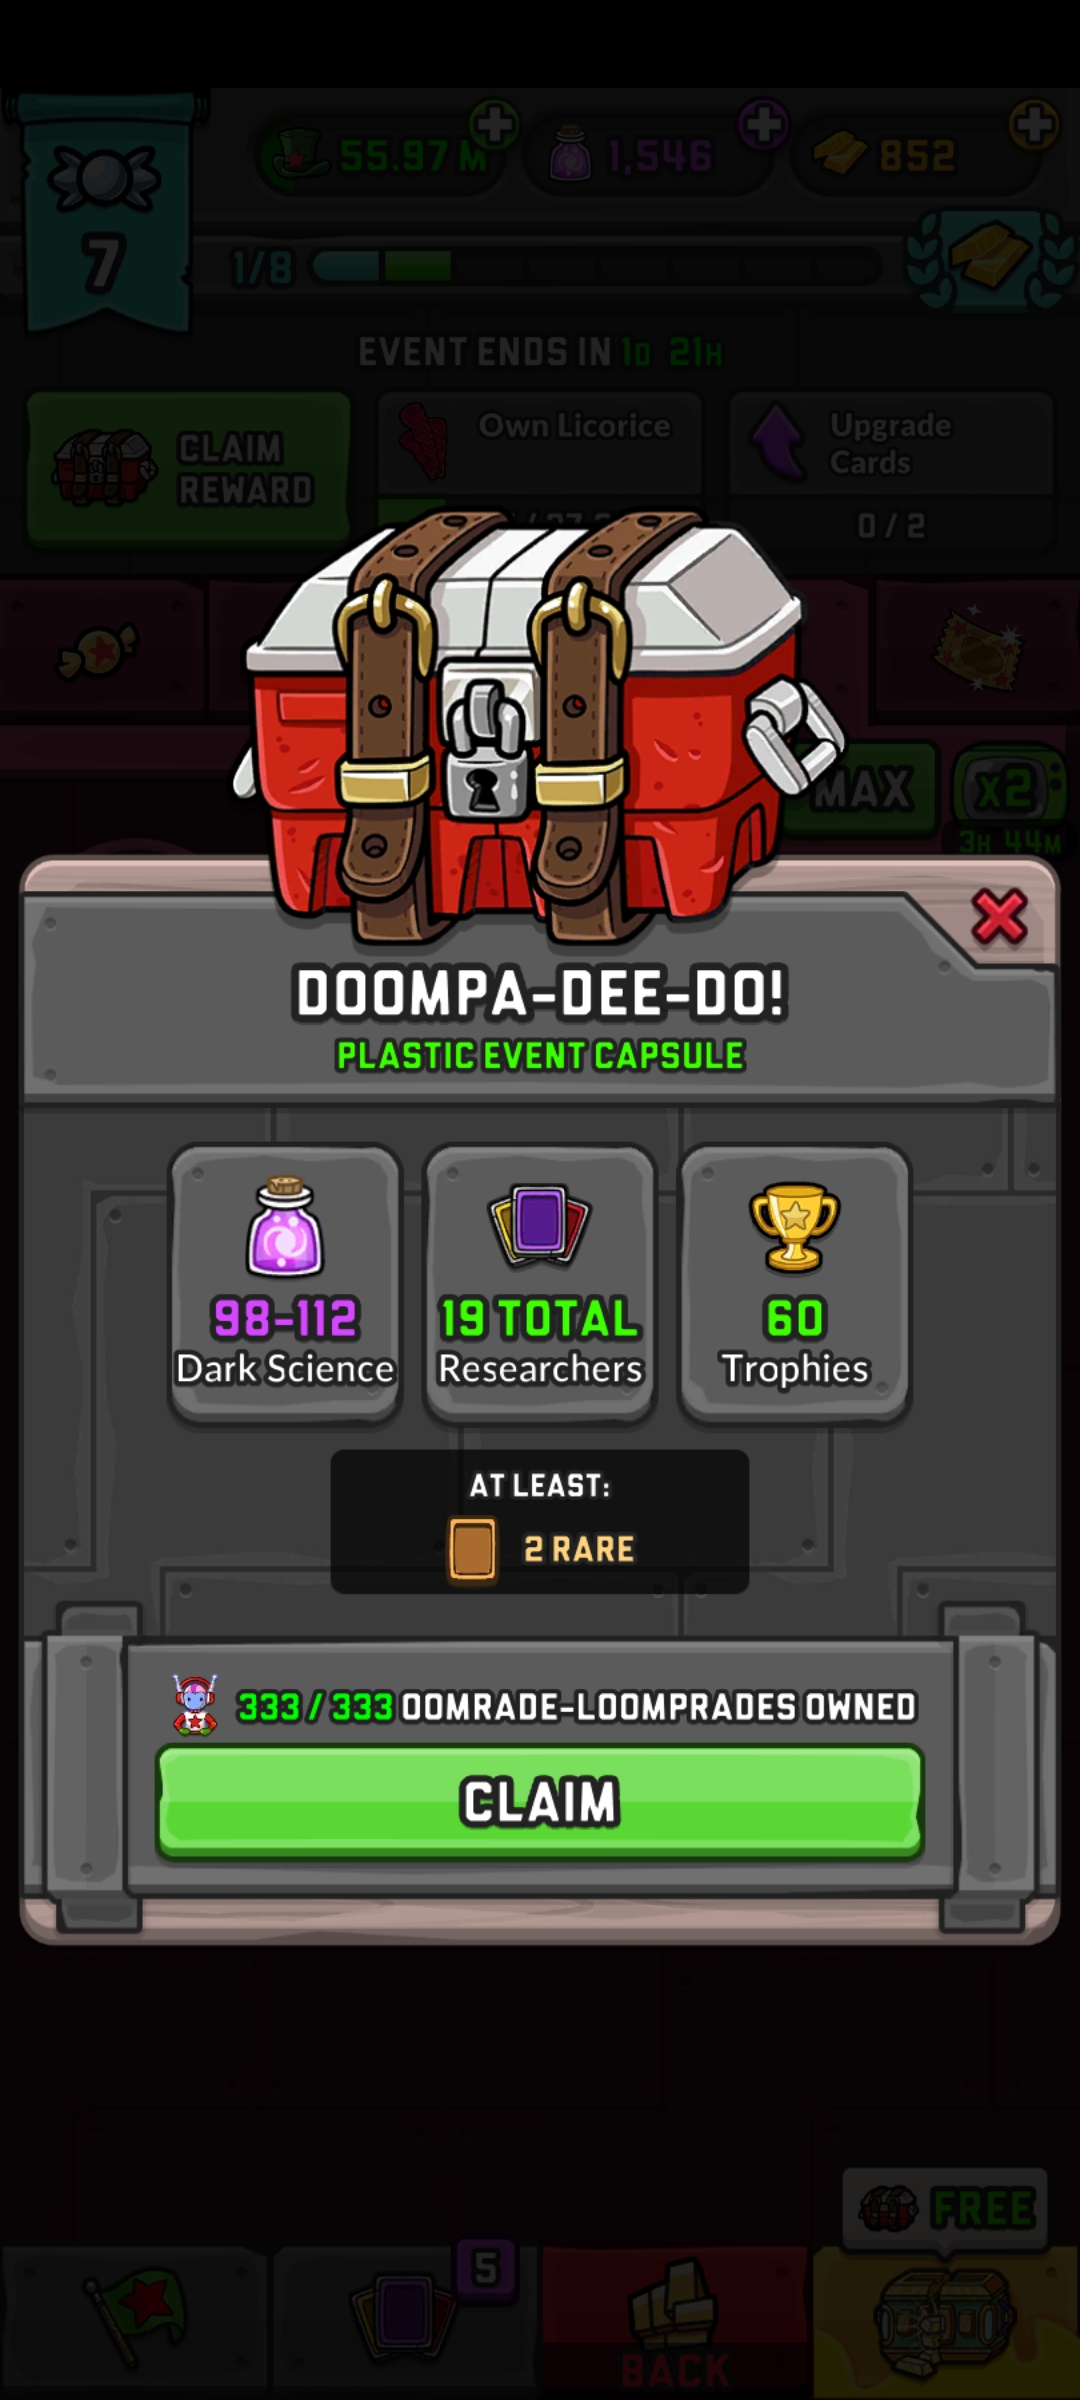 55.97 M
1,546
852
7
1/8
EVENT ENDS IN 1D 21H
CLAIM REWARD
Own Licorice
Upgrade
Cards
0 / 2
MAX
x2
3H 44M
DOOMPA-DEE-DO!
PLASTIC EVENT CAPSULE
98-112
Dark Science
19 TOTAL
Researchers
60
Trophies
AT LEAST:
2 RARE
333 / 333 OOMRADE-LOOMPRADES OWNED
CLAIM
FREE
5
BACK